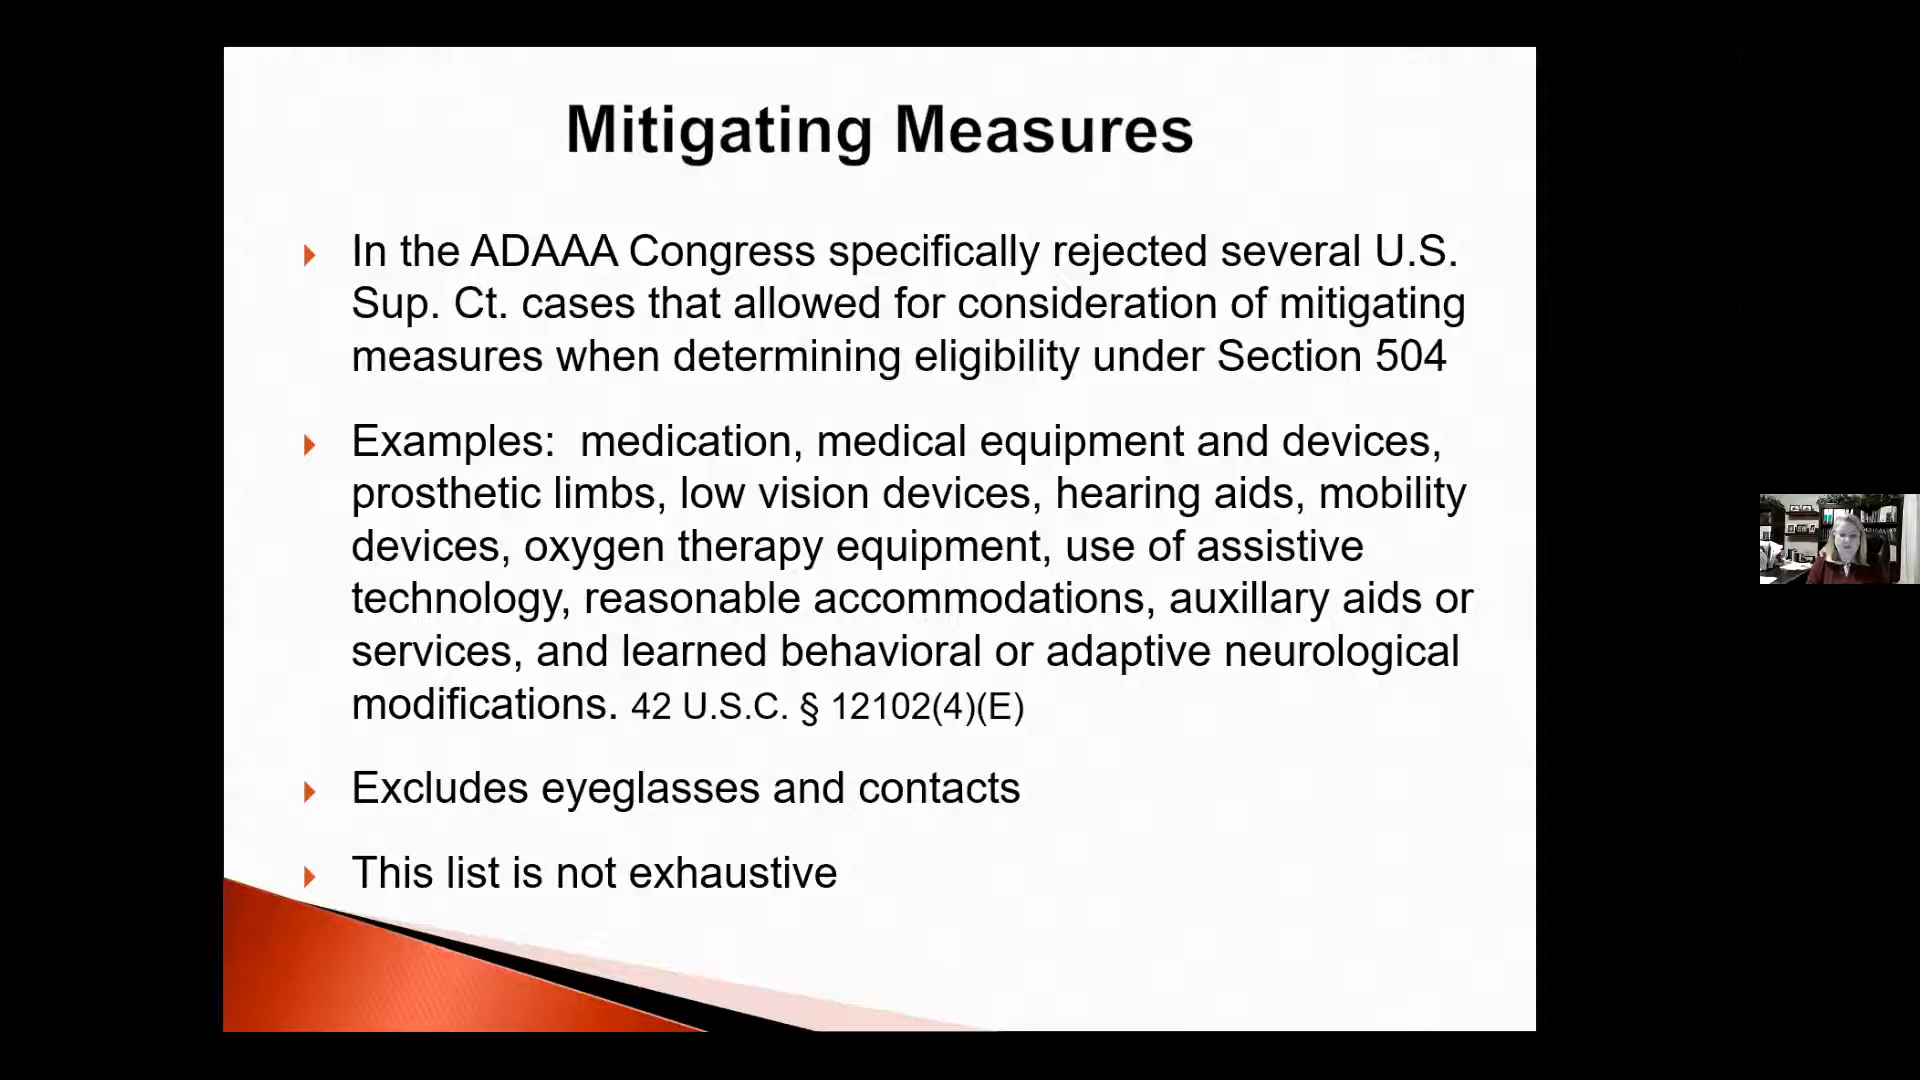 Mitigating Measures
In the ADAAA Congress specifically rejected several U.S.
Sup. Ct. cases that allowed for consideration of mitigating
measures when determining eligibility under Section 504
Examples:  medication, medical equipment and devices,
prosthetic limbs, low vision devices, hearing aids, mobility
devices, oxygen therapy equipment, use of assistive
technology, reasonable accommodations, auxillary aids or
services, and learned behavioral or adaptive neurological
modifications. 42 U.S.C. § 12102(4)(E)
Excludes eyeglasses and contacts
This list is not exhaustive